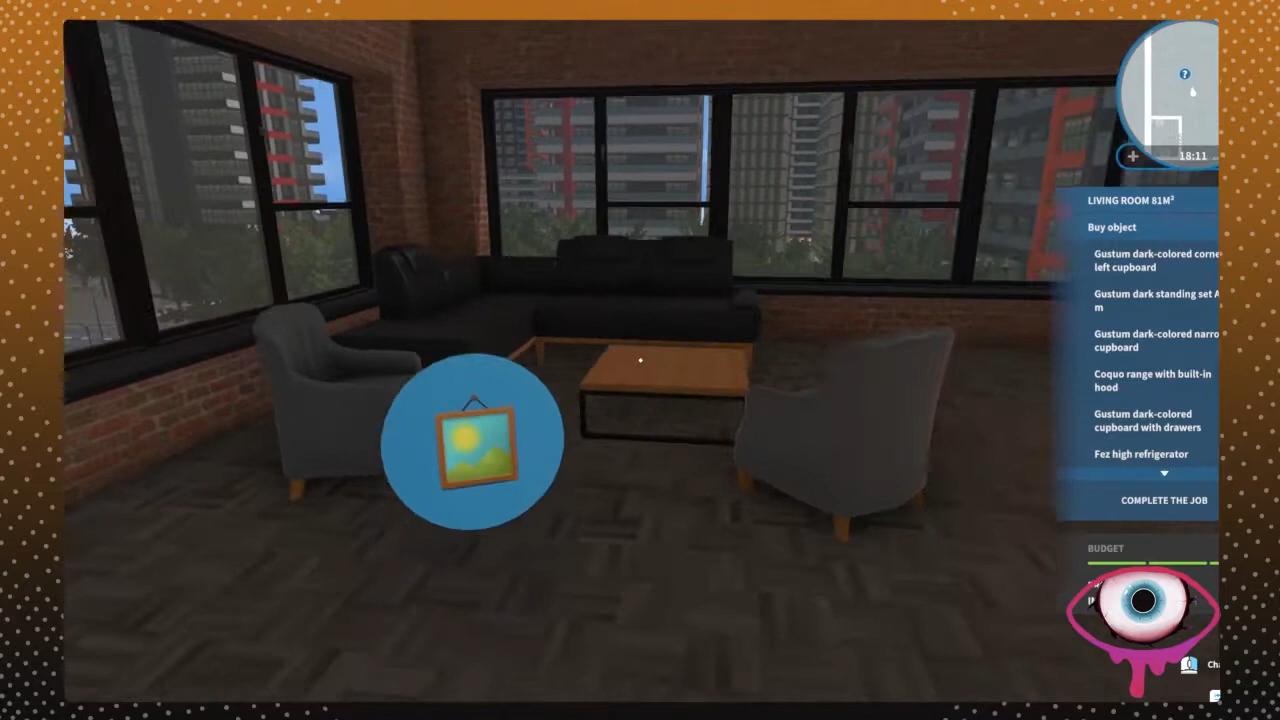 18:11
LIVING ROOM 81M²
Buy object
Gustum dark-colored corne
left cupboard
Gustum dark standing set A
m
Gustum dark-colored narro
cupboard
Coquo range with built-in
hood
Gustum dark-colored
cupboard with drawers
Fez high refrigerator
COMPLETE THE JOB
BUDGET